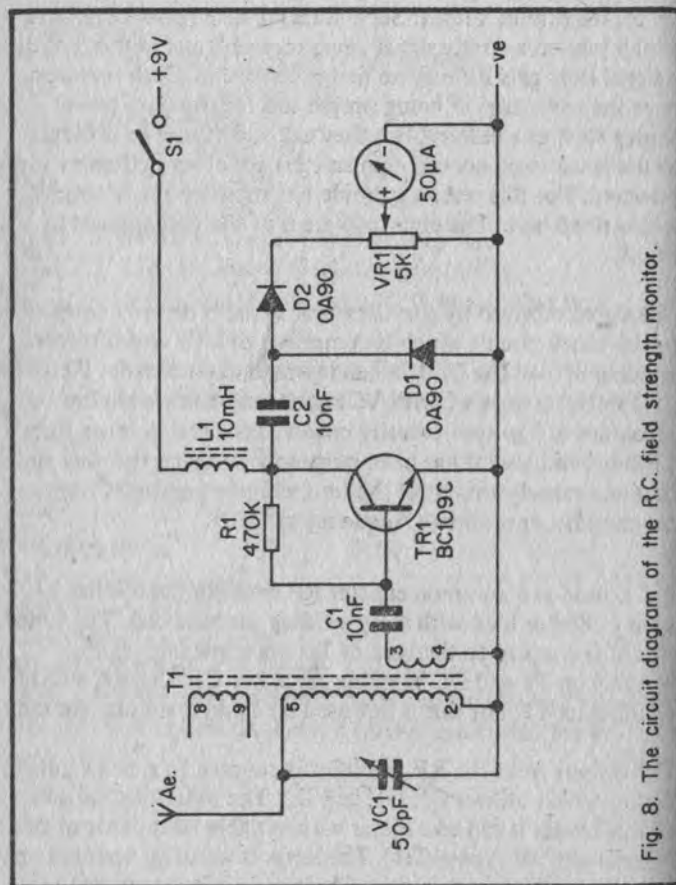 Ae.
VC1
50pF
T1
8
9
5
2
3
4
C1
10nF
R1
470K
L1
10mH
TR1
BC109C
C2
10nF
D2
0A90
D1
0A90
VR1
5K
+
-
50µA
S1
+9V
-ve
Fig. 8. The circuit diagram of the R.C. field strength monitor.